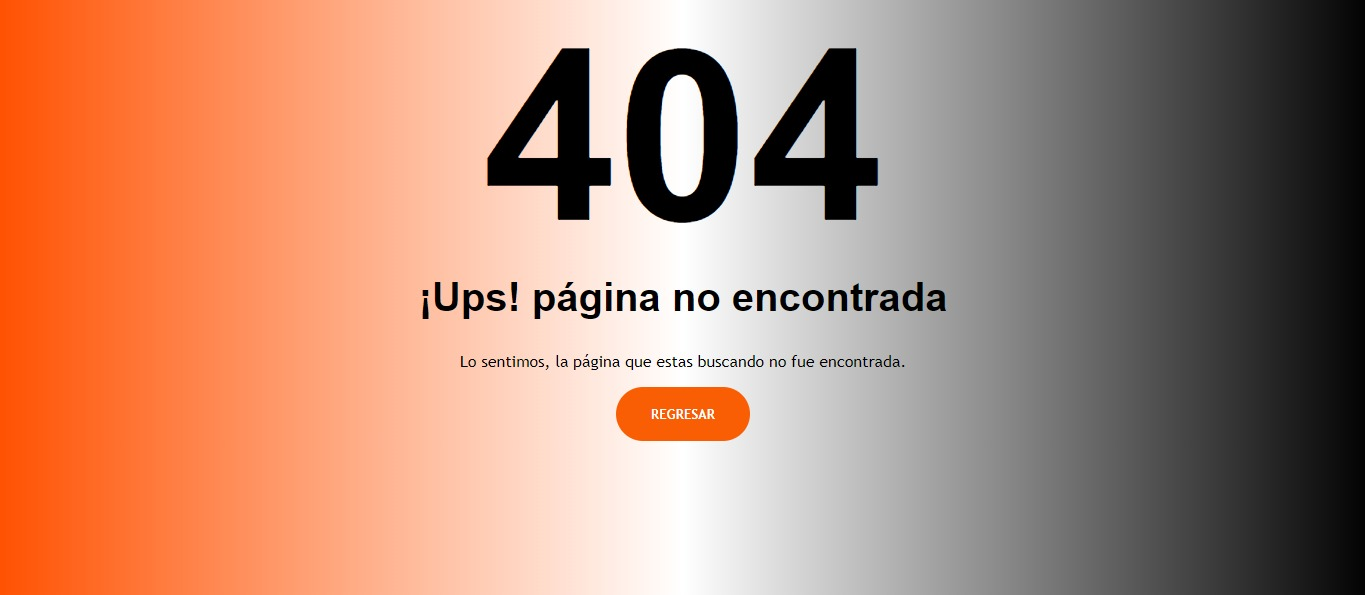 404
¡Ups! página no encontrada
Lo sentimos, la página que estas buscando no fue encontrada.
REGRESAR